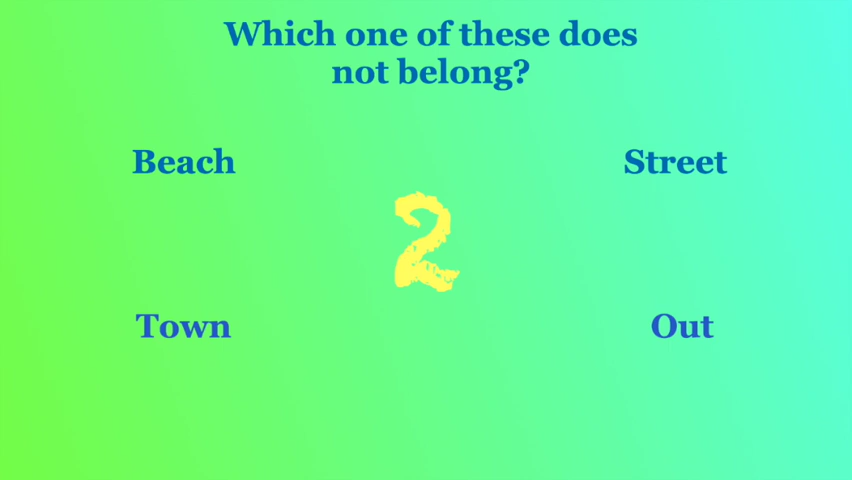 Which one of these does
not belong?
Beach
Street
2
Town
Out